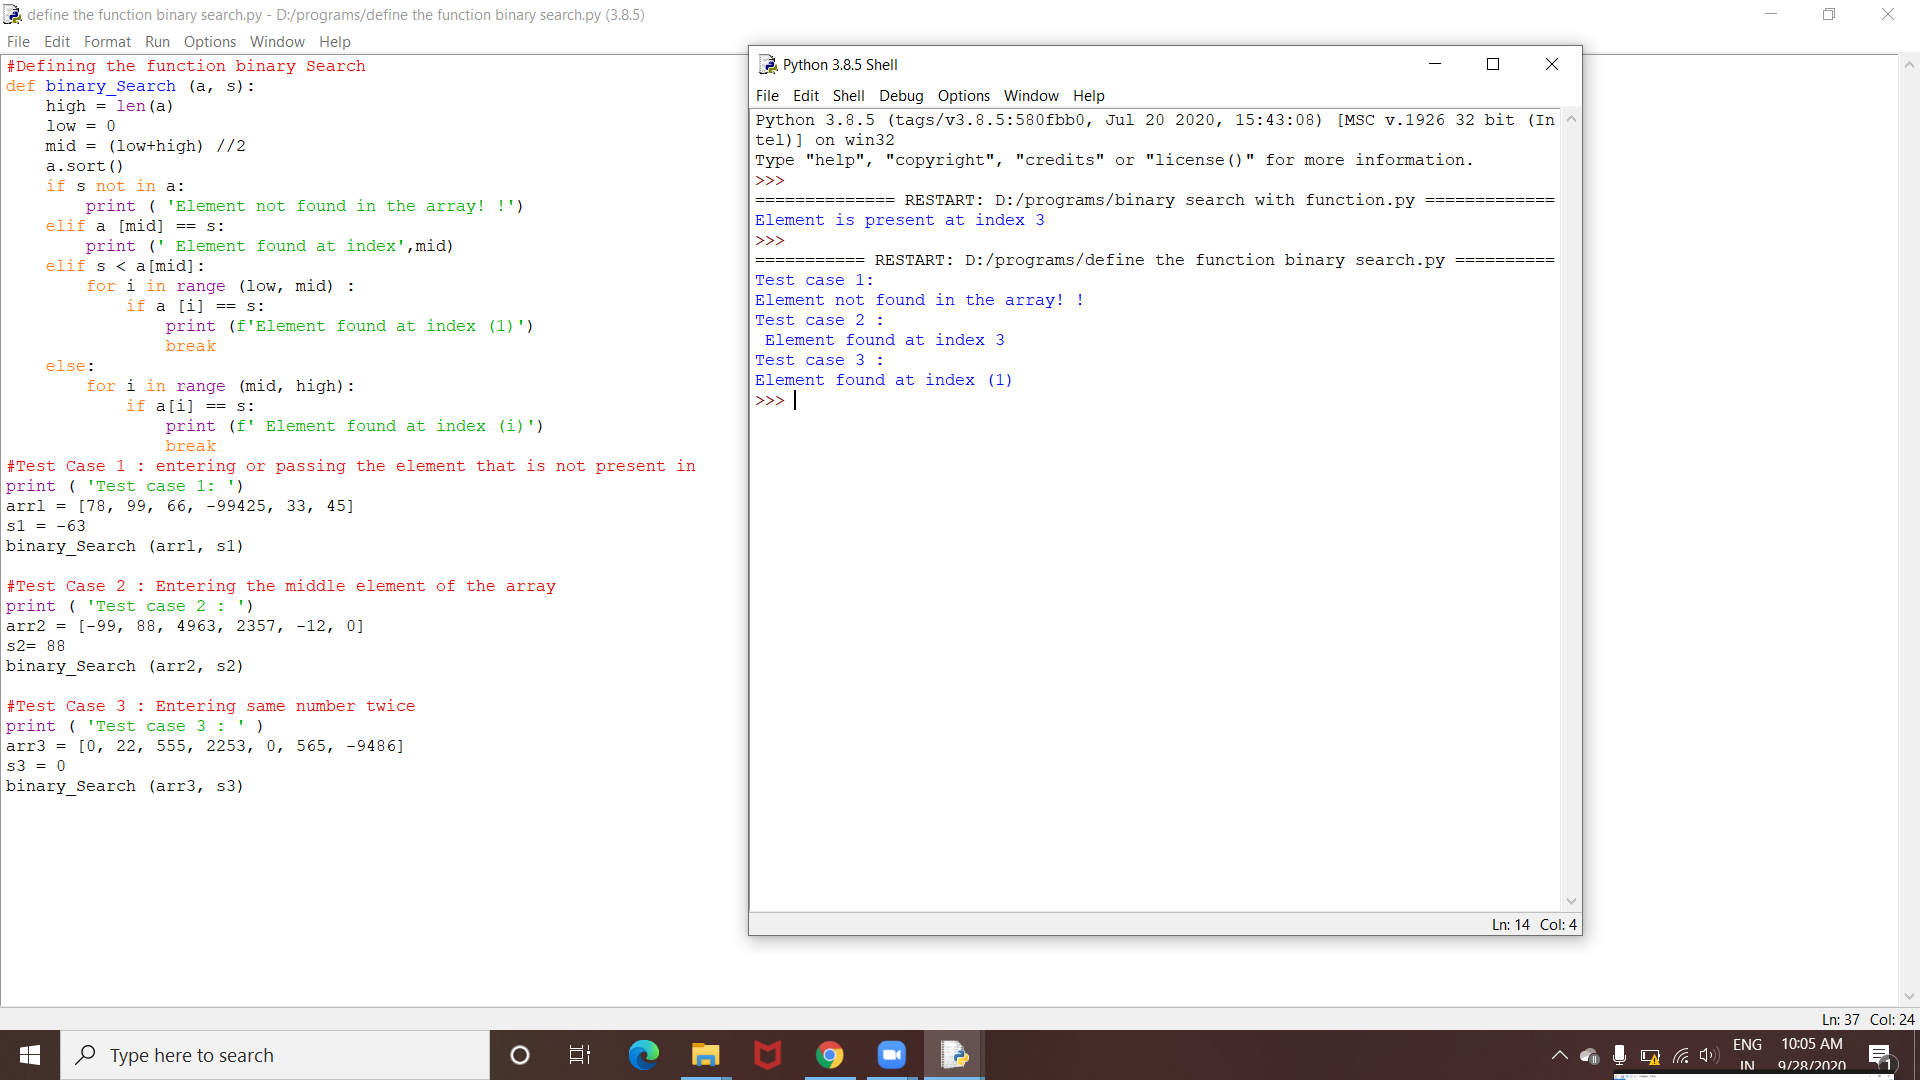 define the function binary search.py - D:/programs/define the function binary search.py (3.8.5)
File Edit Format Run Options Window Help
#Defining the function binary Search
def binary_Search (a, s):
    high = len(a)
    low = 0
    mid = (low+high) //2
    a.sort()
    if s not in a:
        print ( 'Element not found in the array! !')
    elif a [mid] == s:
        print (' Element found at index',mid)
    elif s < a[mid]:
        for i in range (low, mid) :
            if a [i] == s:
                print (f'Element found at index (1)')
                break
    else:
        for i in range (mid, high):
            if a[i] == s:
                print (f' Element found at index (i)')
                break
#Test Case 1 : entering or passing the element that is not present in
print ( 'Test case 1: ')
arrl = [78, 99, 66, -99425, 33, 45]
s1 = -63
binary_Search (arrl, s1)
#Test Case 2 : Entering the middle element of the array
print ( 'Test case 2 : ')
arr2 = [-99, 88, 4963, 2357, -12, 0]
s2= 88
binary_Search (arr2, s2)
#Test Case 3 : Entering same number twice
print ( 'Test case 3 : ' )
arr3 = [0, 22, 555, 2253, 0, 565, -9486]
s3 = 0
binary_Search (arr3, s3)
Python 3.8.5 Shell
File Edit Shell Debug Options Window Help
Python 3.8.5 (tags/v3.8.5:580fbb0, Jul 20 2020, 15:43:08) [MSC v.1926 32 bit (In
tel)] on win32
Type "help", "copyright", "credits" or "license()" for more information.
>>>
============== RESTART: D:/programs/binary search with function.py =============
Element is present at index 3
>>>
=========== RESTART: D:/programs/define the function binary search.py ==========
Test case 1:
Element not found in the array! !
Test case 2 :
 Element found at index 3
Test case 3 :
Element found at index (1)
>>>
Ln: 14 Col: 4
Ln: 37 Col: 24
Type here to search
ENG
IN
10:05 AM
9/28/2020
1